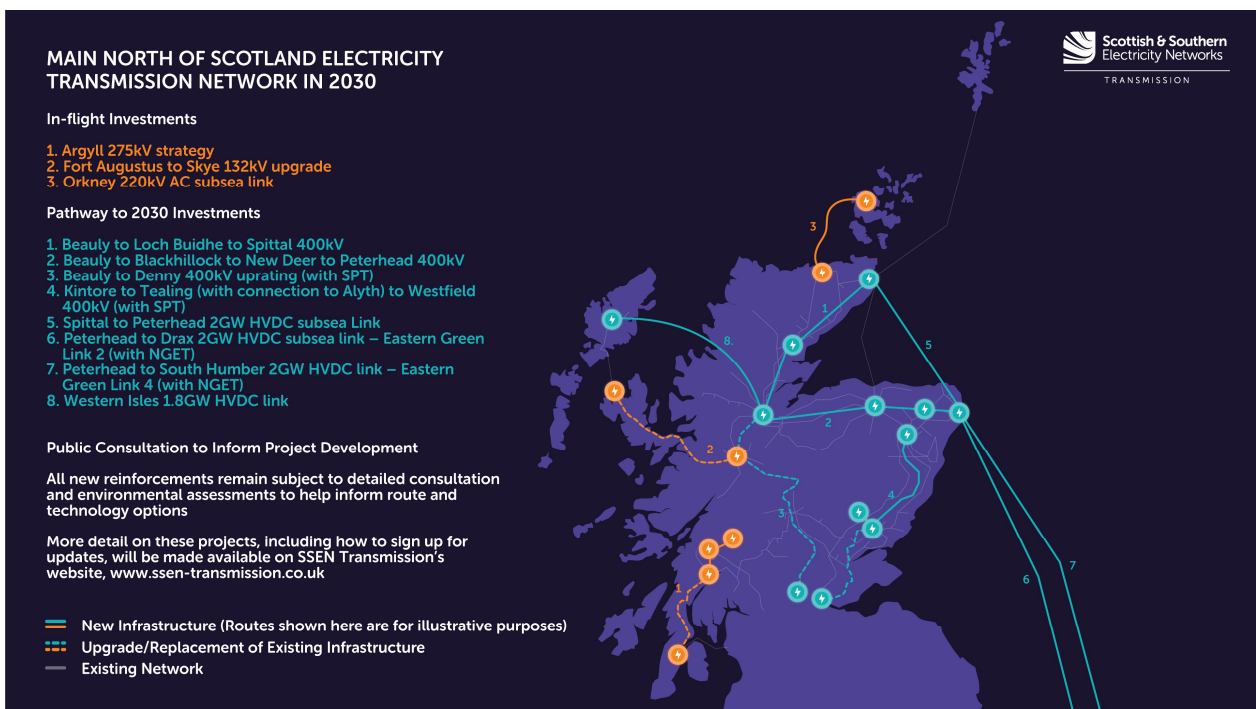 MAIN NORTH OF SCOTLAND ELECTRICITY
TRANSMISSION NETWORK IN 2030
Scottish & Southern
Electricity Networks
TRANSMISSION
In-flight Investments
1. Argyll 275kV strategy
2. Fort Augustus to Skye 132kV upgrade
3. Orkney 220kV AC subsea link
Pathway to 2030 Investments
1. Beauly to Loch Buidhe to Spittal 400kV
2. Beauly to Blackhillock to New Deer to Peterhead 400kV
3. Beauly to Denny 400kV uprating (with SPT)
4. Kintore to Tealing (with connection to Alyth) to Westfield
400kV (with SPT)
5. Spittal to Peterhead 2GW HVDC subsea Link
6. Peterhead to Drax 2GW HVDC subsea link – Eastern Green
Link 2 (with NGET)
7. Peterhead to South Humber 2GW HVDC link – Eastern
Green Link 4 (with NGET)
8. Western Isles 1.8GW HVDC link
Public Consultation to Inform Project Development
All new reinforcements remain subject to detailed consultation
and environmental assessments to help inform route and
technology options
More detail on these projects, including how to sign up for
updates, will be made available on SSEN Transmission's
website, www.ssen-transmission.co.uk
New Infrastructure (Routes shown here are for illustrative purposes)
Upgrade/Replacement of Existing Infrastructure
Existing Network
3
1
5
8.
2
2
4
3
1
6
7